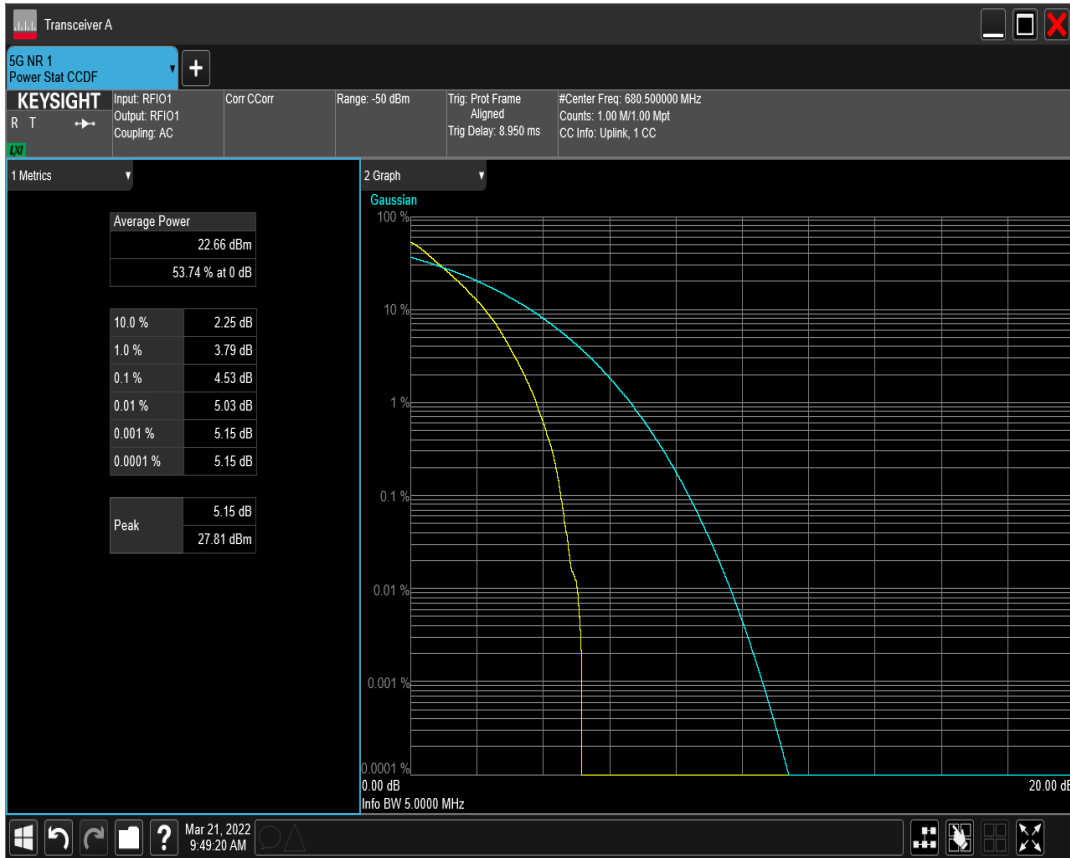 Transceiver A
5G NR 1
Power Stat CCDF
KEYSIGHT
R T
LXI
Input: RFIO1
Output: RFIO1
Coupling: AC
Corr CCorr
Range: -50 dBm
Trig: Prot Frame
Aligned
Trig Delay: 8.950 ms
#Center Freq: 680.500000 MHz
Counts: 1.00 M/1.00 Mpt
CC Info: Uplink, 1 CC
1 Metrics
Average Power
22.66 dBm
53.74 % at 0 dB
10.0 % 2.25 dB
1.0 % 3.79 dB
0.1 % 4.53 dB
0.01 % 5.03 dB
0.001 % 5.15 dB
0.0001 % 5.15 dB
Peak
5.15 dB
27.81 dBm
2 Graph
Gaussian
100 %
10 %
1 %
0.1 %
0.01 %
0.001 %
0.0001 %
0.00 dB
20.00 dB
Info BW 5.0000 MHz
?
Mar 21, 2022
9:49:20 AM